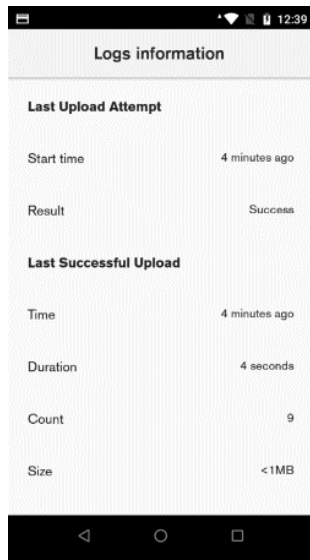 12:39
Logs information
Last Upload Attempt
Start time 4 minutes ago
Result Success
Last Successful Upload
Time 4 minutes ago
Duration 4 seconds
Count 9
Size <1MB